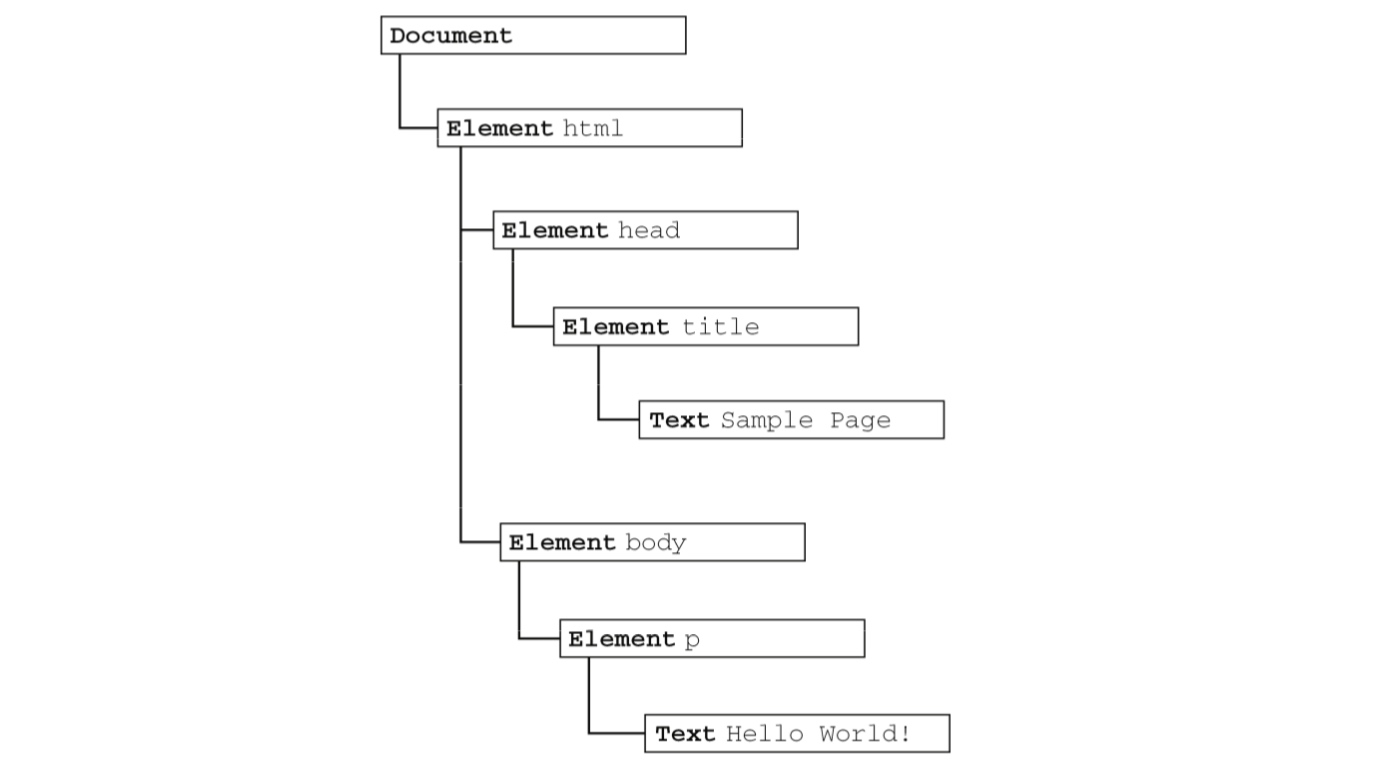 Document
Element html
Element head
Element title
Text Sample Page
Element body
Element p
Text Hello World!